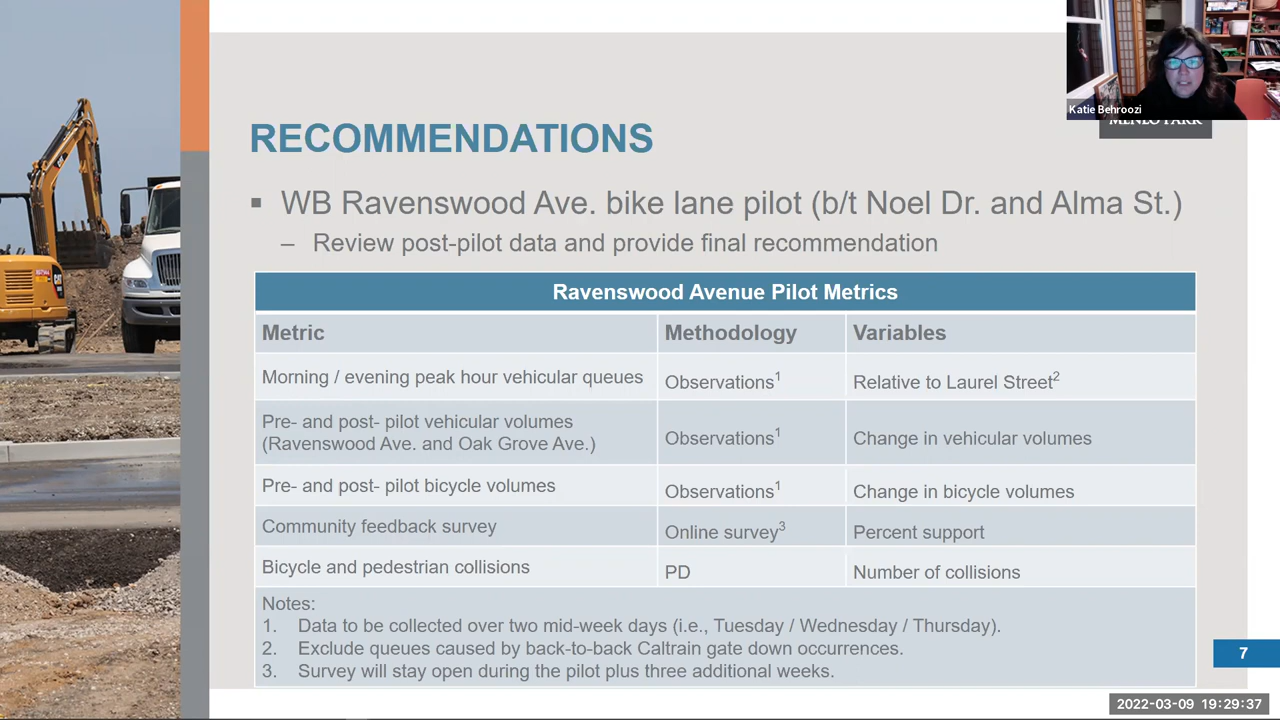 Katie Behroozi
MENLO PARK
RECOMMENDATIONS
▪ WB Ravenswood Ave. bike lane pilot (b/t Noel Dr. and Alma St.)
– Review post-pilot data and provide final recommendation
Ravenswood Avenue Pilot Metrics
Metric Methodology Variables
Morning / evening peak hour vehicular queues Observations¹ Relative to Laurel Street²
Pre- and post- pilot vehicular volumes
(Ravenswood Ave. and Oak Grove Ave.) Observations¹ Change in vehicular volumes
Pre- and post- pilot bicycle volumes Observations¹ Change in bicycle volumes
Community feedback survey Online survey³ Percent support
Bicycle and pedestrian collisions PD Number of collisions
Notes:
1. Data to be collected over two mid-week days (i.e., Tuesday / Wednesday / Thursday).
2. Exclude queues caused by back-to-back Caltrain gate down occurrences.
3. Survey will stay open during the pilot plus three additional weeks.
7
2022-03-09 19:29:37